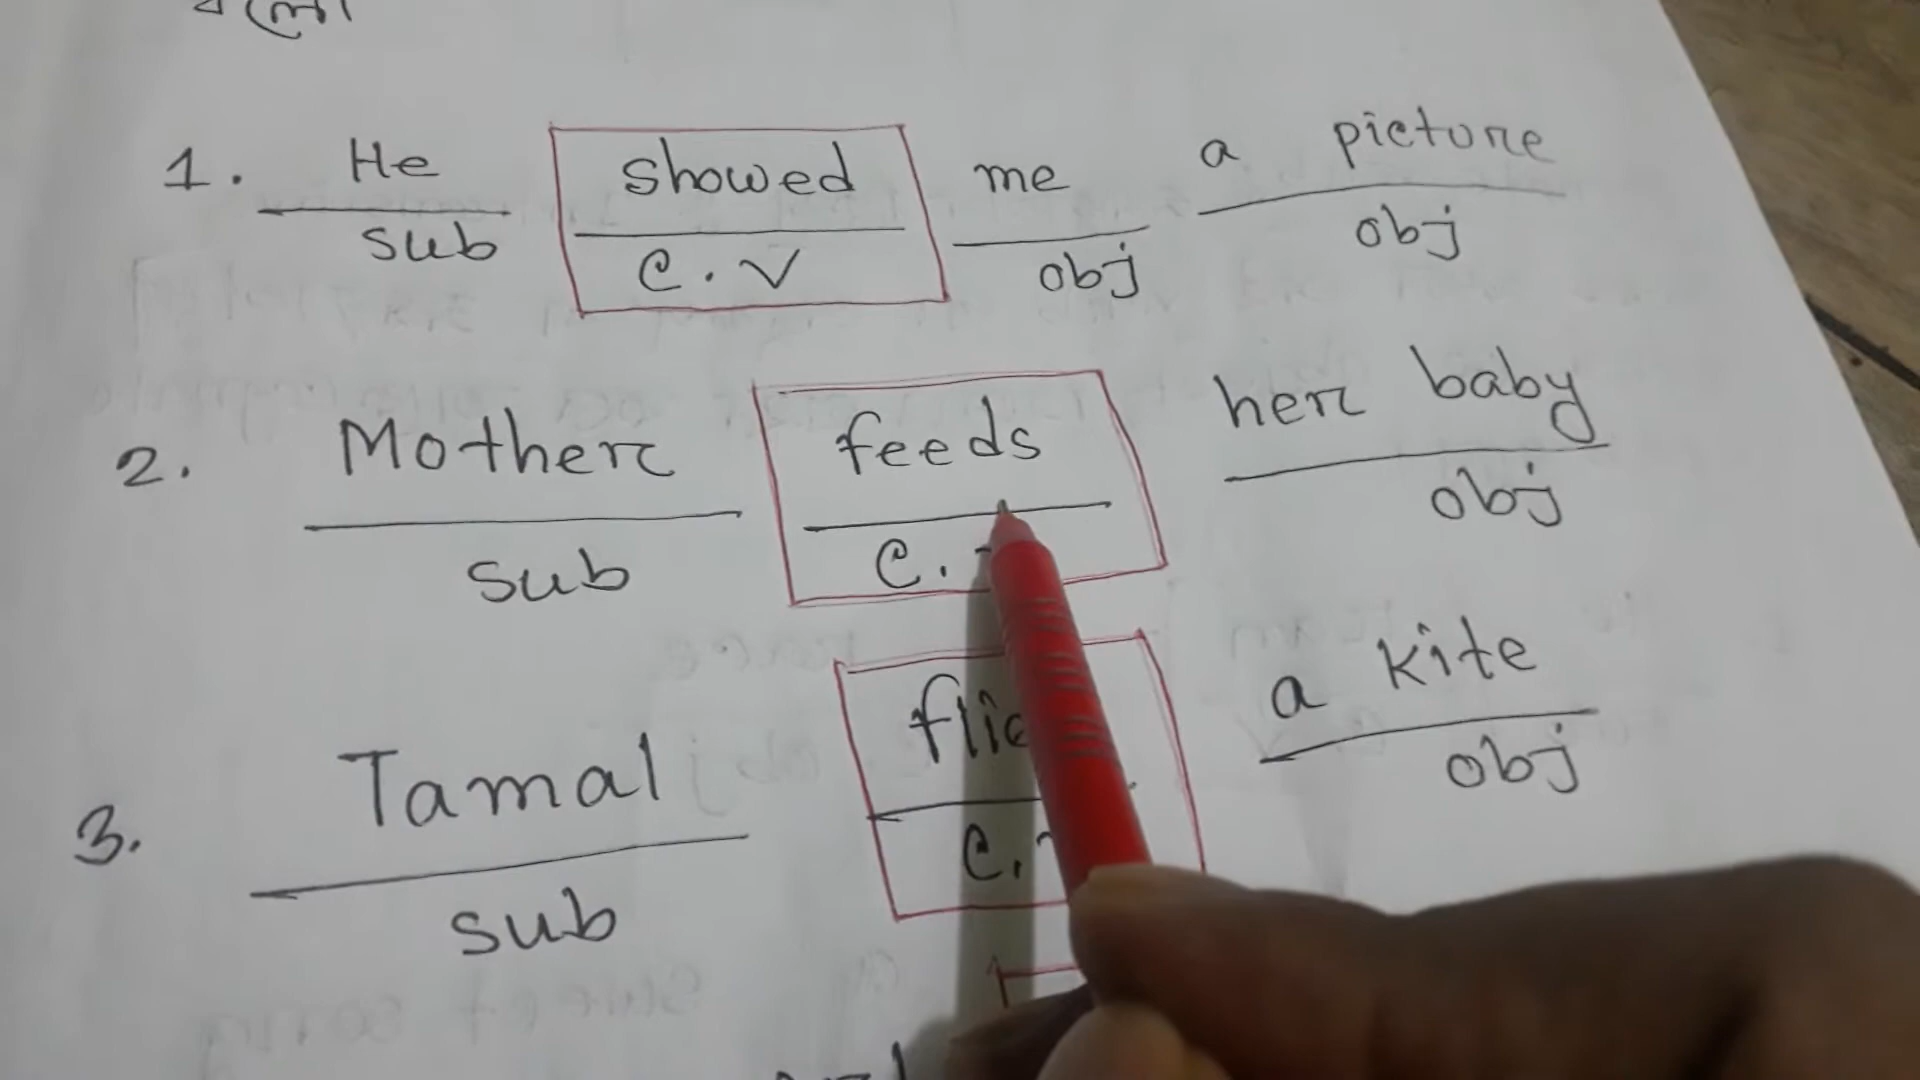 1. He showed me a picture
sub c.v obj obj
2. Mother feeds her baby
sub c. obj
3. Tamal a kite
sub c. obj